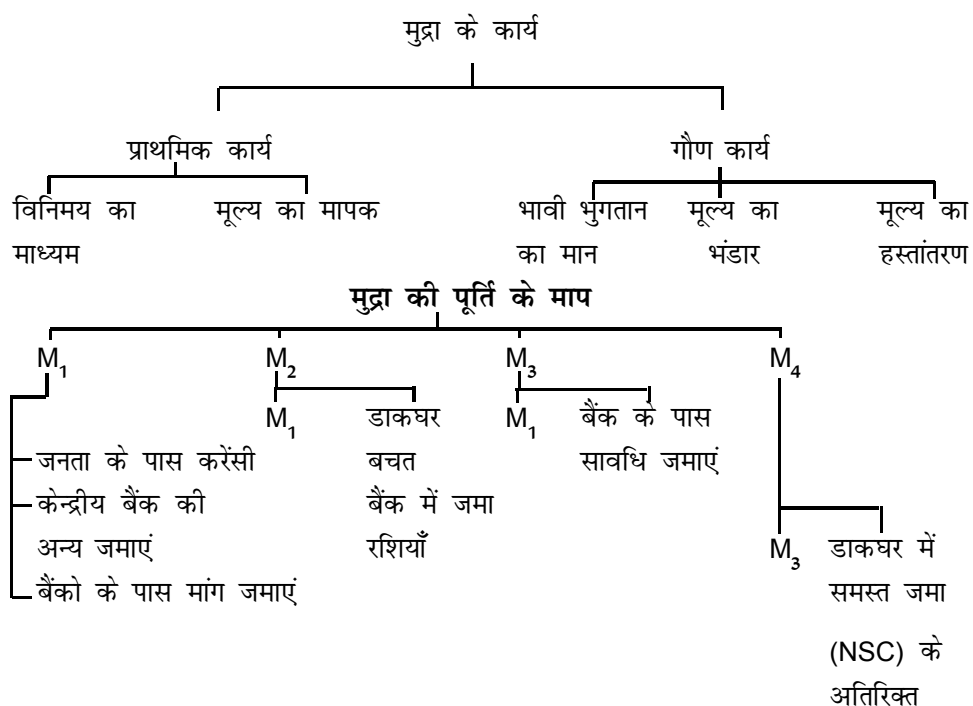 मुद्रा के कार्य
प्राथमिक कार्य गौण कार्य
विनिमय का मूल्य का मापक भावी भुगतान मूल्य का मूल्य का
माध्यम का मान भंडार हस्तांतरण
मुद्रा की पूर्ति के माप
M₁ M₂ M₃ M₄
M₁ डाकघर M₁ बैंक के पास
जनता के पास करेंसी बचत सावधि जमाएं
केन्द्रीय बैंक की बैंक में जमा
अन्य जमाएं रशियाँ M₃ डाकघर में
बैंको के पास मांग जमाएं समस्त जमा
(NSC) के
अतिरिक्त